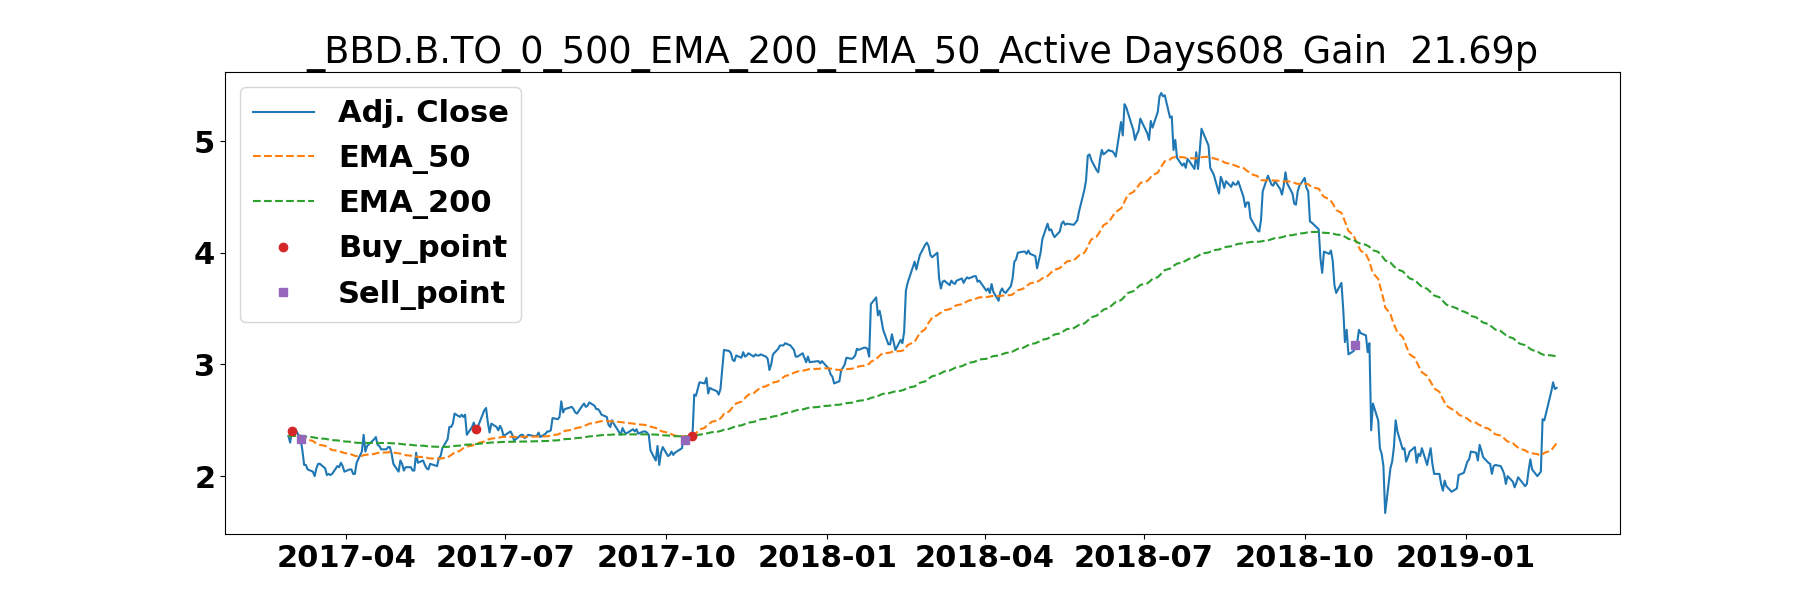 _BBD.B.TO_0_500_EMA_200_EMA_50_Active Days608_Gain  21.69p
Adj. Close
EMA_50
EMA_200
Buy_point
Sell_point
5
4
3
2
2017-04 2017-07 2017-10 2018-01 2018-04 2018-07 2018-10 2019-01